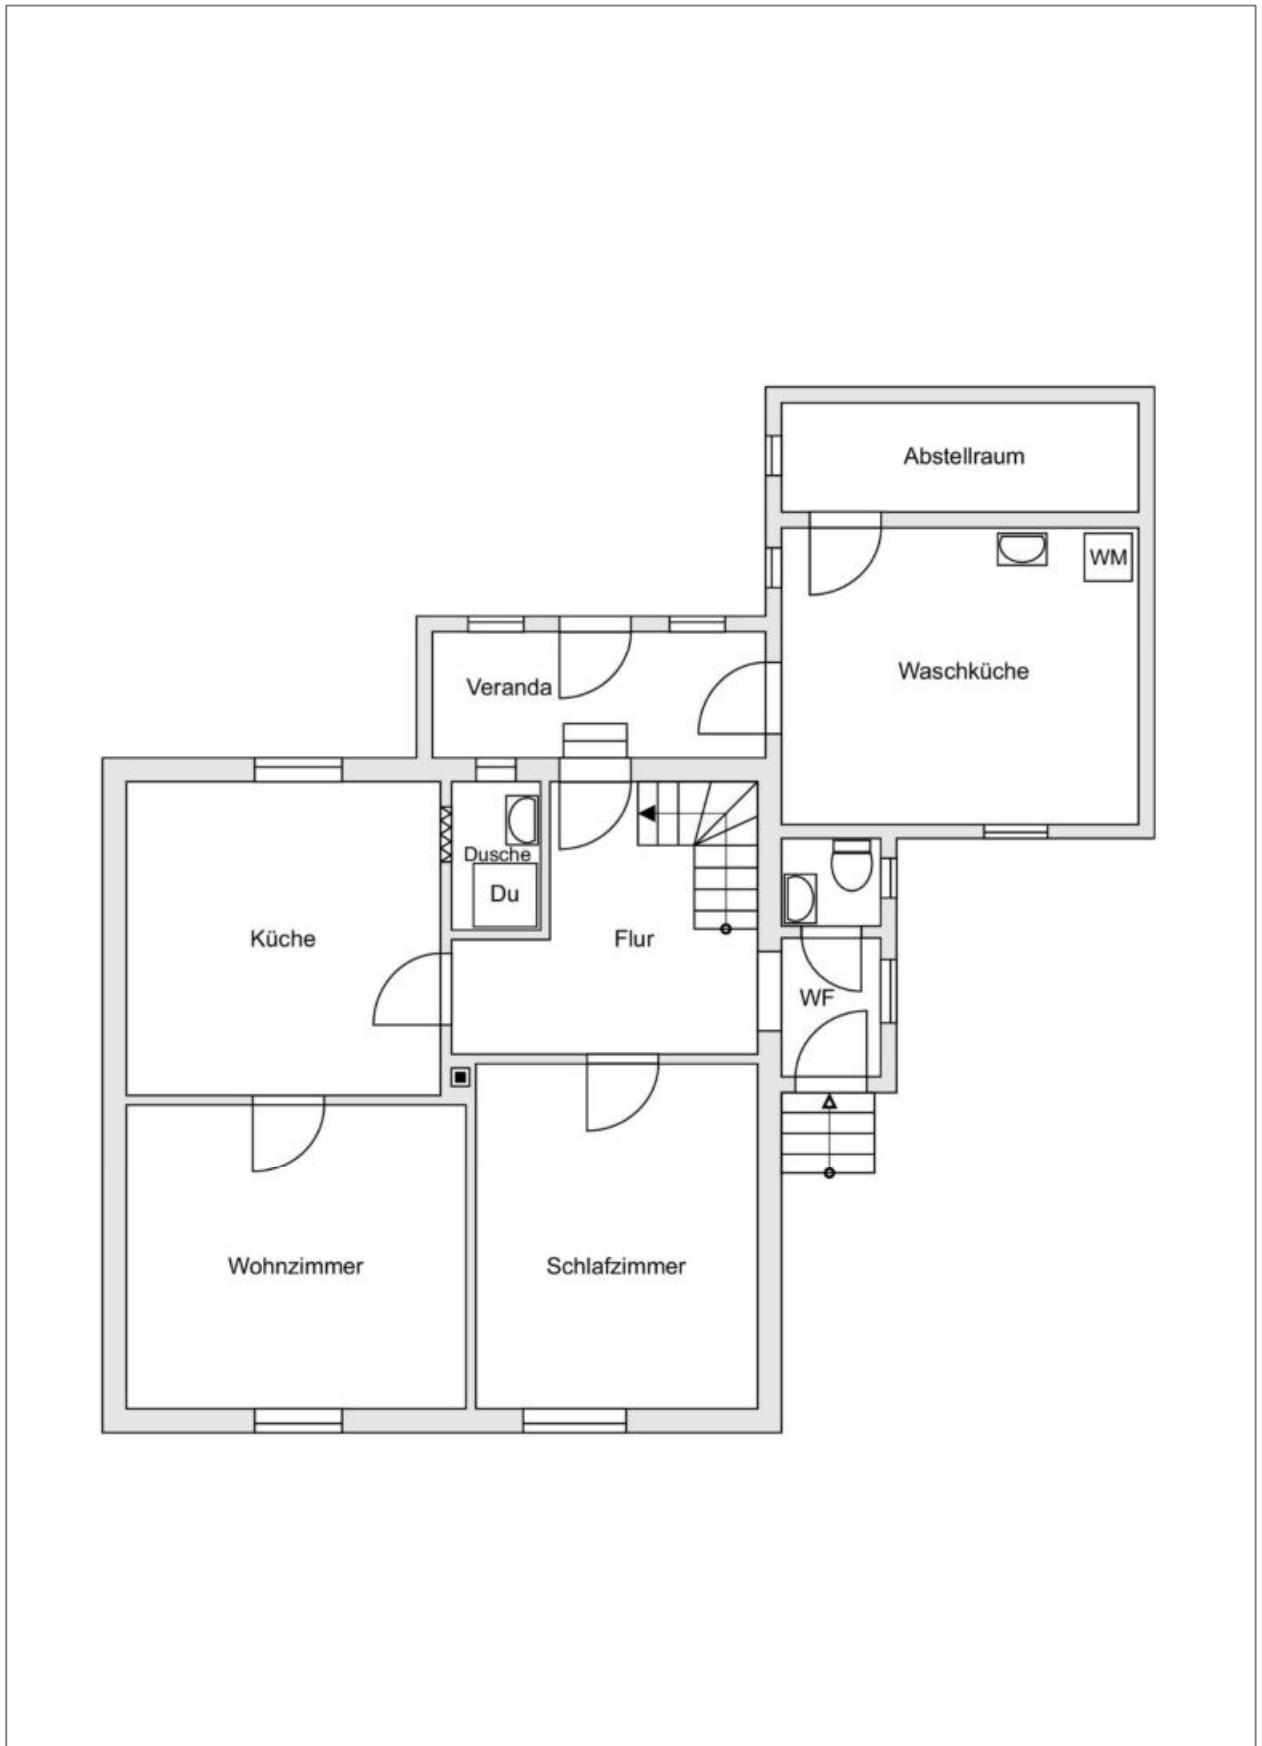 Abstellraum
WM
Waschküche
Veranda
Dusche
Du
Küche
Flur
WF
Wohnzimmer
Schlafzimmer